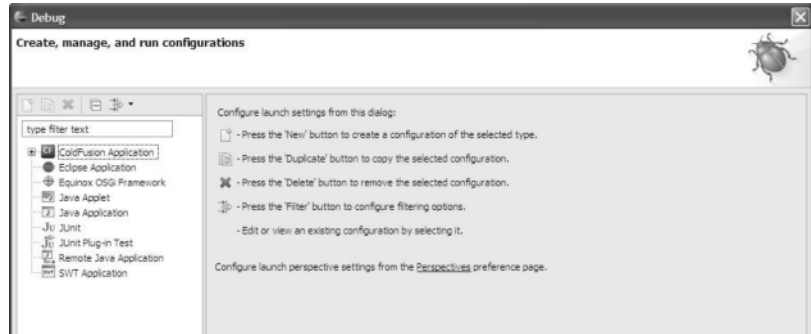 Debug
Create, manage, and run configurations
type filter text
ColdFusion Application
Eclipse Application
Equinox OSGi Framework
Java Applet
Java Application
Ju JUnit
JUnit Plug-in Test
Remote Java Application
SWT Application
Configure launch settings from this dialog:
- Press the 'New' button to create a configuration of the selected type.
- Press the 'Duplicate' button to copy the selected configuration.
- Press the 'Delete' button to remove the selected configuration.
- Press the 'Filter' button to configure filtering options.
- Edit or view an existing configuration by selecting it.
Configure launch perspective settings from the Perspectives preference page.